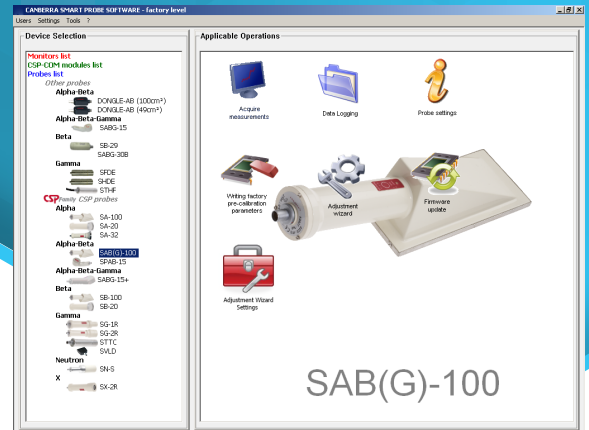 CANBERRA SMART PROBE SOFTWARE - factory level
Users Settings Tools ?
Device Selection
Monitors list
CSP-COM modules list
Probes list
Other probes
Alpha-Beta
DONGLE-AB (100cm²)
DONGLE-AB (49cm²)
Alpha-Beta-Gamma
SABG-15
Beta
SB-29
SABG-30B
Gamma
SFDE
SHDE
STHF
CSP Family CSP probes
Alpha
SA-100
SA-20
SA-32
Alpha-Beta
SAB(G)-100
SPAB-15
Alpha-Beta-Gamma
SABG-15+
Beta
SB-100
SB-20
Gamma
SG-1R
SG-2R
STTC
SVLD
Neutron
SN-S
X
SX-2R
Applicable Operations
Acquire
measurements
Data Logging
Probe settings
Writing factory
pre-calibration
parameters
Adjustment
wizard
Firmware
update
Adjustment Wizard
Settings
SAB(G)-100